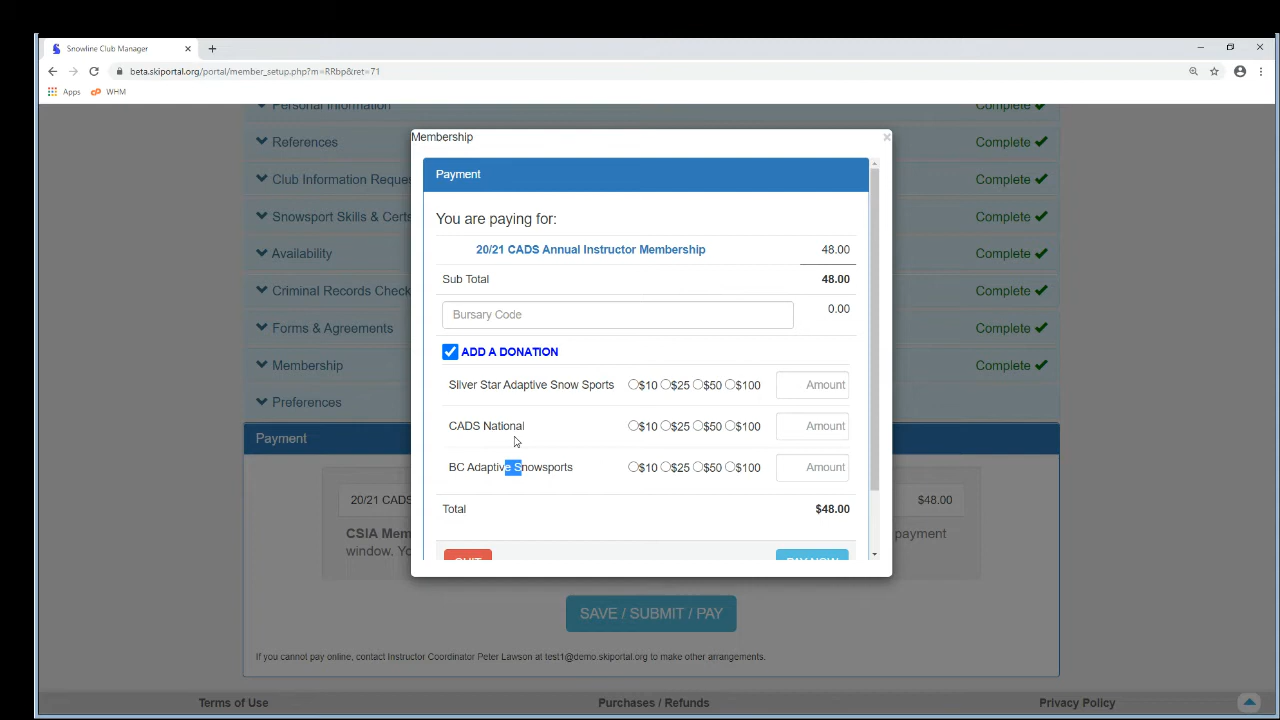 Snowline Club Manager
beta.skiportal.org/portal/member_setup.php?m=RRbp&ret=71
Apps WHM
Personal Information Complete
References Complete
Club Information Reque Complete
Snowsport Skills & Certs Complete
Availability Complete
Criminal Records Check Complete
Forms & Agreements Complete
Membership Complete
Preferences
Payment
20/21 CADS $48.00
CSIA Mem payment
window. Yo
Membership
Payment
You are paying for:
20/21 CADS Annual Instructor Membership 48.00
Sub Total 48.00
Bursary Code 0.00
ADD A DONATION
Silver Star Adaptive Snow Sports $10 $25 $50 $100 Amount
CADS National $10 $25 $50 $100 Amount
BC Adaptive Snowsports $10 $25 $50 $100 Amount
Total $48.00
QUIT PAY NOW
SAVE / SUBMIT / PAY
If you cannot pay online, contact Instructor Coordinator Peter Lawson at test1@demo.skiportal.org to make other arrangements.
Terms of Use Purchases / Refunds Privacy Policy